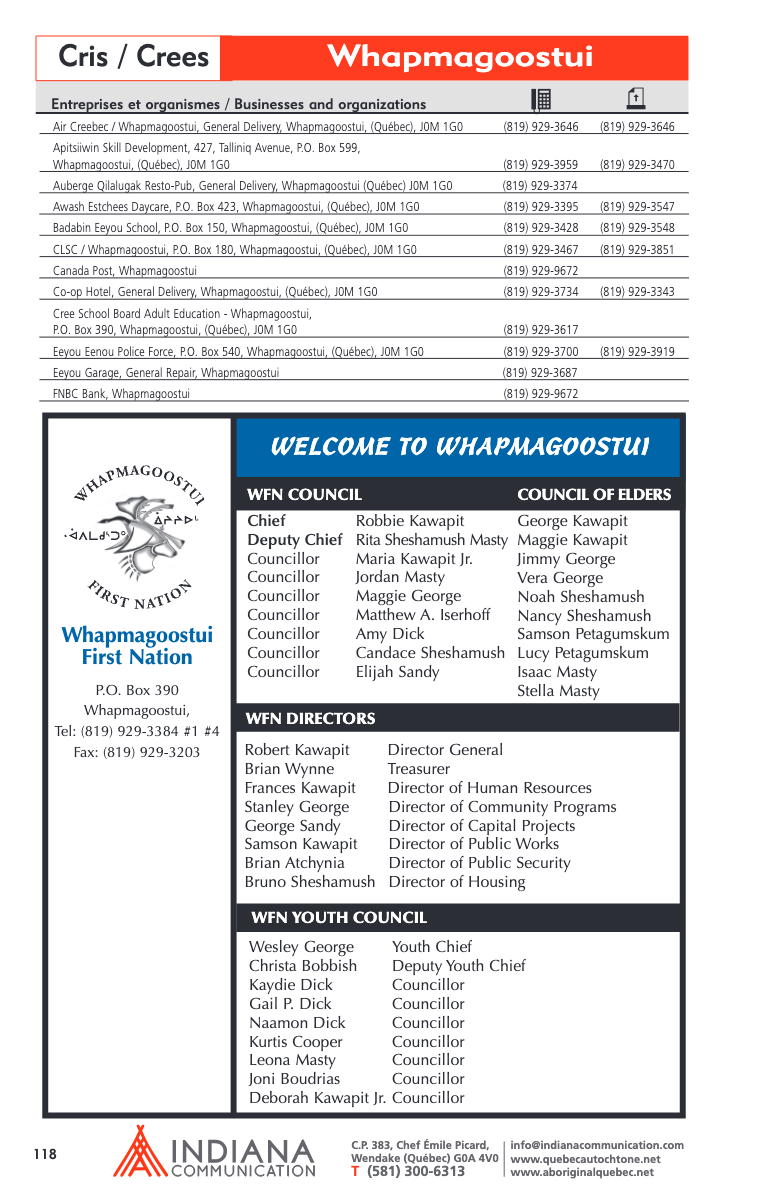 Cris / Crees
Whapmagoostui
Entreprises et organismes / Businesses and organizations
Air Creebec / Whapmagoostui, General Delivery, Whapmagoostui, (Québec), J0M 1G0 (819) 929-3646 (819) 929-3646
Apitsiiwin Skill Development, 427, Talliniq Avenue, P.O. Box 599,
Whapmagoostui, (Québec), J0M 1G0 (819) 929-3959 (819) 929-3470
Auberge Qilalugak Resto-Pub, General Delivery, Whapmagoostui (Québec) J0M 1G0 (819) 929-3374
Awash Estchees Daycare, P.O. Box 423, Whapmagoostui, (Québec), J0M 1G0 (819) 929-3395 (819) 929-3547
Badabin Eeyou School, P.O. Box 150, Whapmagoostui, (Québec), J0M 1G0 (819) 929-3428 (819) 929-3548
CLSC / Whapmagoostui, P.O. Box 180, Whapmagoostui, (Québec), J0M 1G0 (819) 929-3467 (819) 929-3851
Canada Post, Whapmagoostui (819) 929-9672
Co-op Hotel, General Delivery, Whapmagoostui, (Québec), J0M 1G0 (819) 929-3734 (819) 929-3343
Cree School Board Adult Education - Whapmagoostui,
P.O. Box 390, Whapmagoostui, (Québec), J0M 1G0 (819) 929-3617
Eeyou Eenou Police Force, P.O. Box 540, Whapmagoostui, (Québec), J0M 1G0 (819) 929-3700 (819) 929-3919
Eeyou Garage, General Repair, Whapmagoostui (819) 929-3687
FNBC Bank, Whapmagoostui (819) 929-9672
WHAPMAGOOSTUI
FIRST NATION
Whapmagoostui
First Nation
P.O. Box 390
Whapmagoostui,
Tel: (819) 929-3384 #1 #4
Fax: (819) 929-3203
WELCOME TO WHAPMAGOOSTUI
WFN COUNCIL COUNCIL OF ELDERS
Chief Robbie Kawapit George Kawapit
Deputy Chief Rita Sheshamush Masty Maggie Kawapit
Councillor Maria Kawapit Jr. Jimmy George
Councillor Jordan Masty Vera George
Councillor Maggie George Noah Sheshamush
Councillor Matthew A. Iserhoff Nancy Sheshamush
Councillor Amy Dick Samson Petagumskum
Councillor Candace Sheshamush Lucy Petagumskum
Councillor Elijah Sandy Isaac Masty
Stella Masty
WFN DIRECTORS
Robert Kawapit Director General
Brian Wynne Treasurer
Frances Kawapit Director of Human Resources
Stanley George Director of Community Programs
George Sandy Director of Capital Projects
Samson Kawapit Director of Public Works
Brian Atchynia Director of Public Security
Bruno Sheshamush Director of Housing
WFN YOUTH COUNCIL
Wesley George Youth Chief
Christa Bobbish Deputy Youth Chief
Kaydie Dick Councillor
Gail P. Dick Councillor
Naamon Dick Councillor
Kurtis Cooper Councillor
Leona Masty Councillor
Joni Boudrias Councillor
Deborah Kawapit Jr. Councillor
118
INDIANA
COMMUNICATION
C.P. 383, Chef Émile Picard,
Wendake (Québec) G0A 4V0
T (581) 300-6313
info@indianacommunication.com
www.quebecautochtone.net
www.aboriginalquebec.net